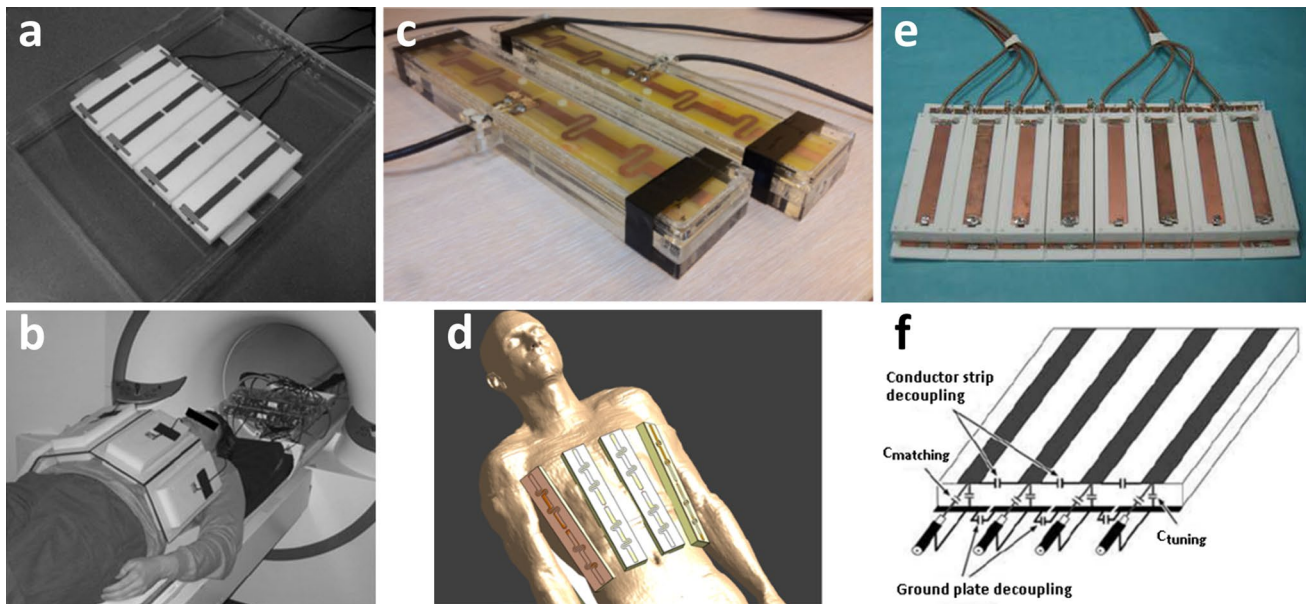 a
c
e
b
d
f
Conductor strip
decoupling
Cmatching
Ctuning
Ground plate decoupling